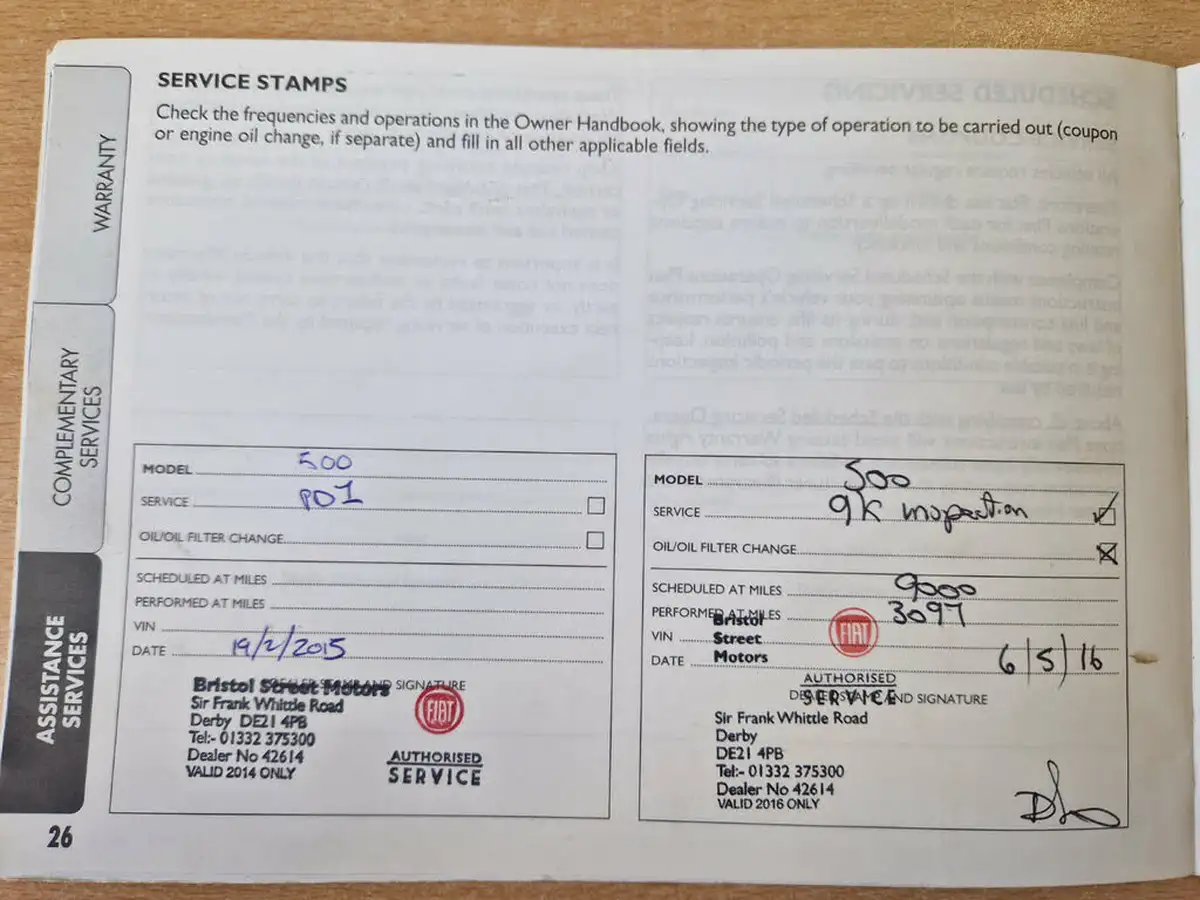 SERVICE STAMPS
Check the frequencies and operations in the Owner Handbook, showing the type of operation to be carried out (coupon
or engine oil change, if separate) and fill in all other applicable fields.
WARRANTY
COMPLEMENTARY
SERVICES
ASSISTANCE
SERVICES
MODEL 500
SERVICE PD1
OIL/OIL FILTER CHANGE
SCHEDULED AT MILES
PERFORMED AT MILES
VIN
DATE 19/2/2015
SIGNATURE
Bristol Street Motors
Sir Frank Whittle Road
Derby DE21 4PB
Tel:- 01332 375300
Dealer No 42614
VALID 2014 ONLY
FIAT
AUTHORISED
SERVICE
MODEL 500
SERVICE 9k inspection
OIL/OIL FILTER CHANGE
SCHEDULED AT MILES 9000
PERFORMED AT MILES 3097
VIN
DATE 6/5/16
Bristol
Street
Motors
FIAT
AUTHORISED
SERVICE
AND SIGNATURE
Sir Frank Whittle Road
Derby
DE21 4PB
Tel:- 01332 375300
Dealer No 42614
VALID 2016 ONLY
26